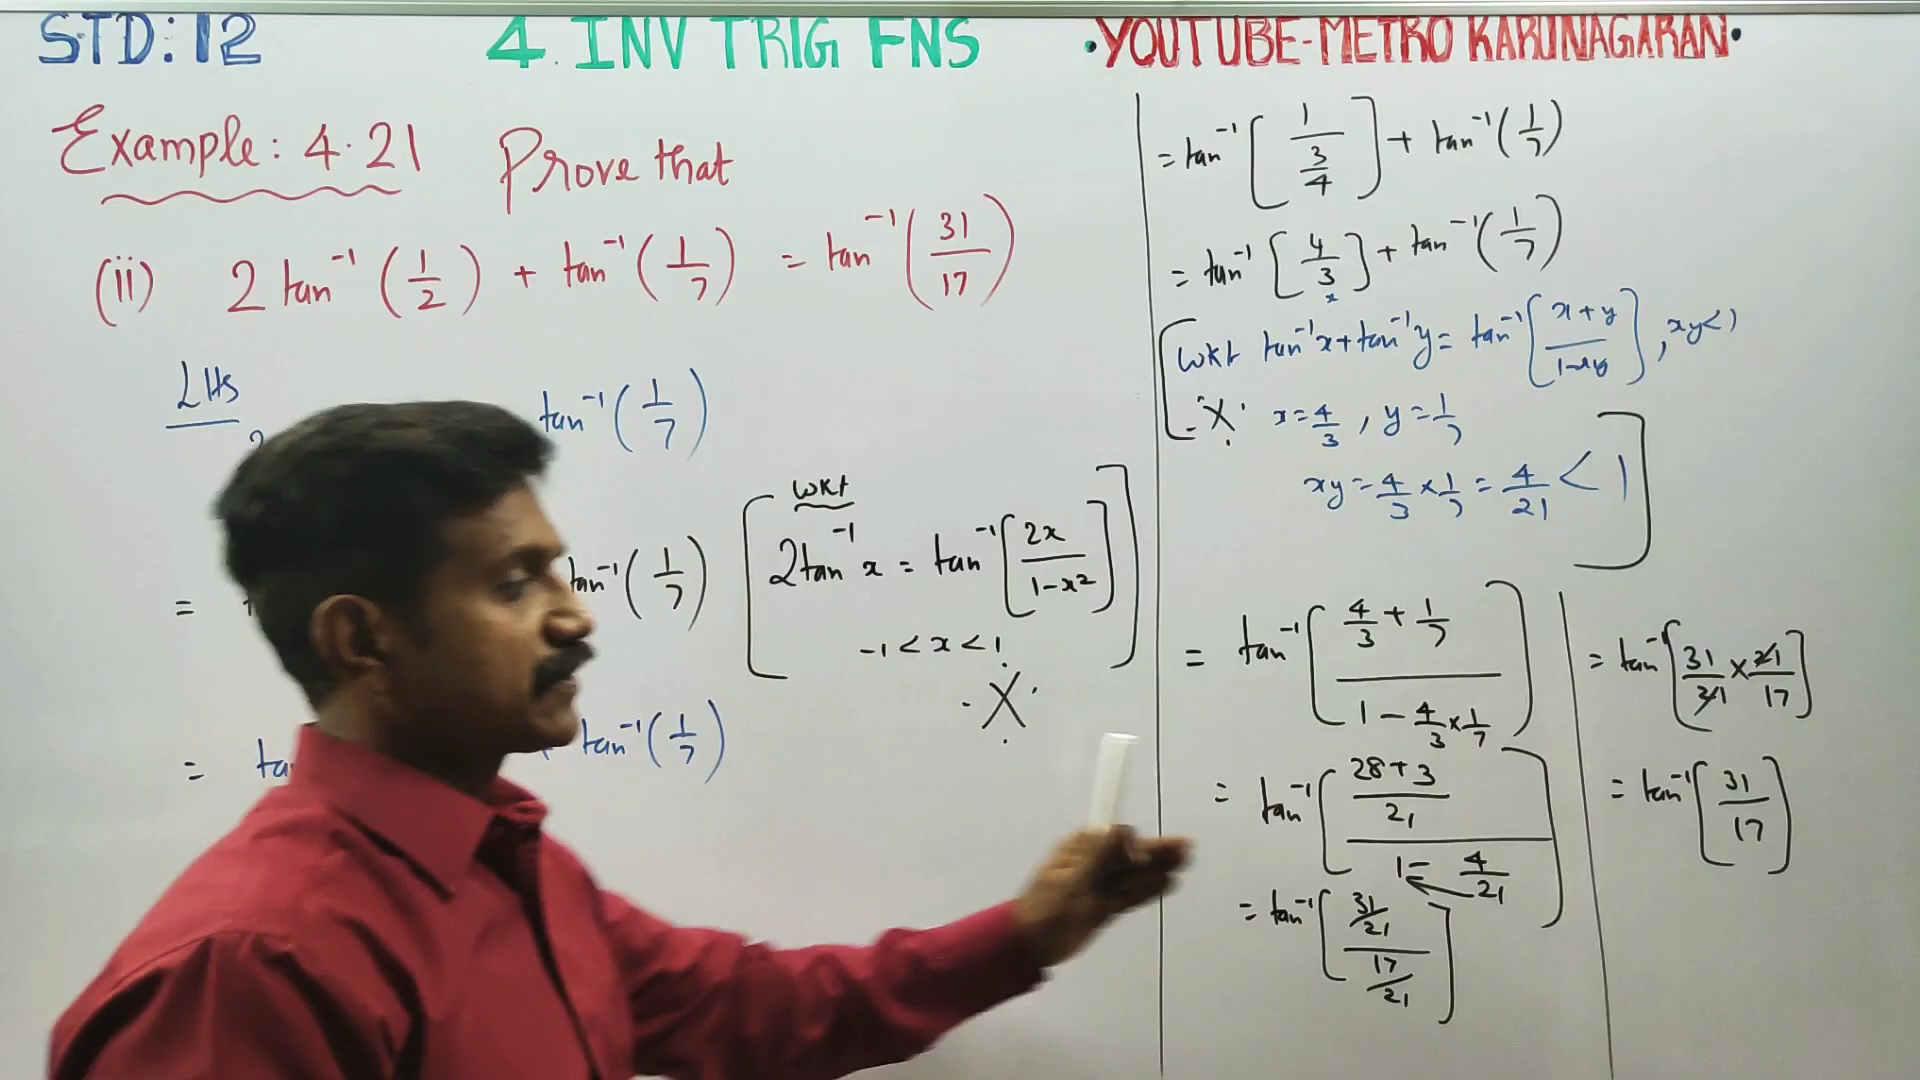 STD: 12 4. INV TRIG FNS •YOUTUBE-METRO KARUNAGARAN•
Example: 4.21 Prove that
(ii) 2 tan⁻¹ (1/2) + tan⁻¹ (1/7) = tan⁻¹ (31/17)
LHS
tan⁻¹ (1/7)
= tan⁻¹ (1/7)
[ WKT
2tan⁻¹ x = tan⁻¹ [2x / 1-x²]
-1 < x < 1 ]
= ta + tan⁻¹ (1/7)
= tan⁻¹ [1 / (3/4)] + tan⁻¹ (1/7)
= tan⁻¹ [4/3] + tan⁻¹ (1/7)
[ WKT tan⁻¹x + tan⁻¹y = tan⁻¹ [x+y / 1-xy], xy<1
x = 4/3, y = 1/7
xy = 4/3 × 1/7 = 4/21 < 1 ]
= tan⁻¹ [(4/3 + 1/7) / (1 - 4/3 × 1/7)]
= tan⁻¹ [(28+3 / 21) / (1 - 4/21)]
= tan⁻¹ [(31/21) / (17/21)]
= tan⁻¹ [31/21 × 21/17]
= tan⁻¹ [31/17]